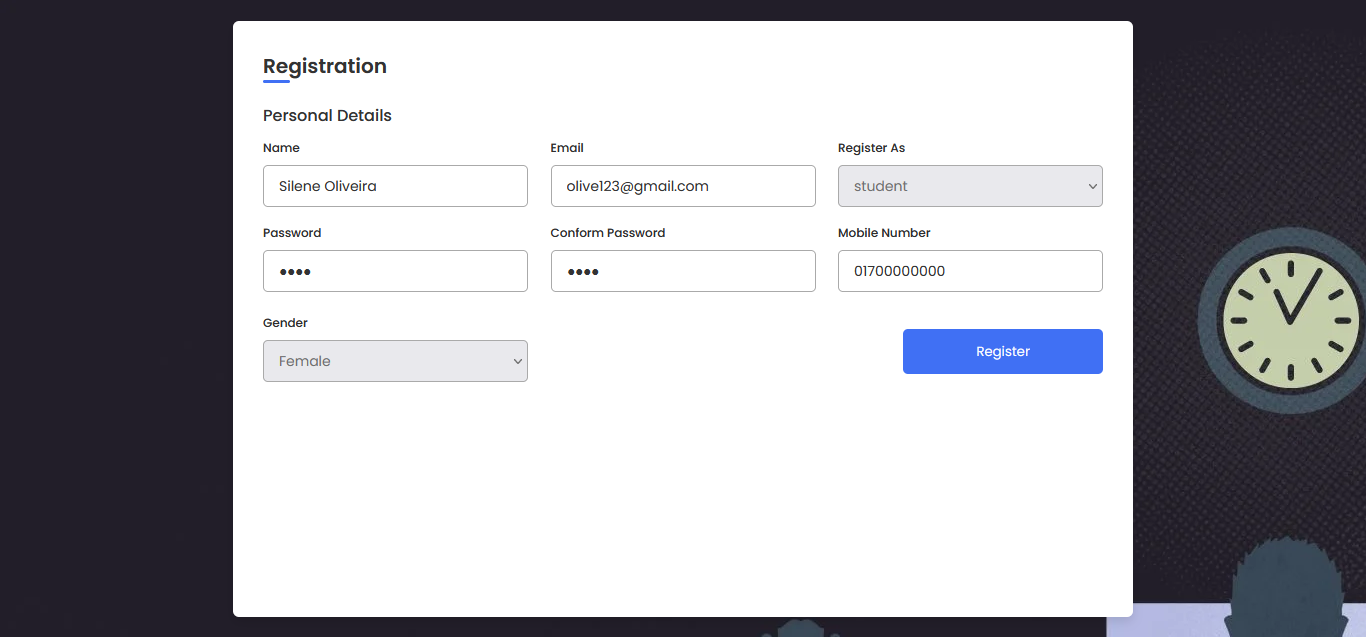 Registration
Personal Details
Name Email Register As
Silene Oliveira olive123@gmail.com student
Password Conform Password Mobile Number
•••• •••• 01700000000
Gender
Female Register